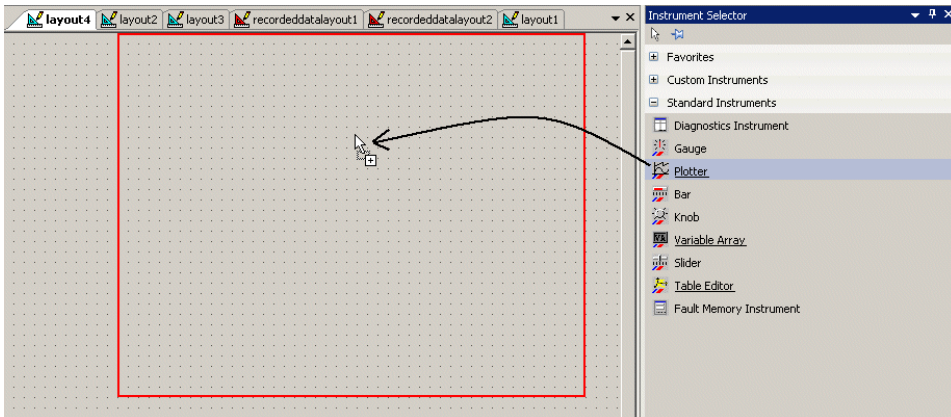 layout4 layout2 layout3 recordeddatalayout1 recordeddatalayout2 layout1
Instrument Selector
Favorites
Custom Instruments
Standard Instruments
Diagnostics Instrument
Gauge
Plotter
Bar
Knob
Variable Array
Slider
Table Editor
Fault Memory Instrument